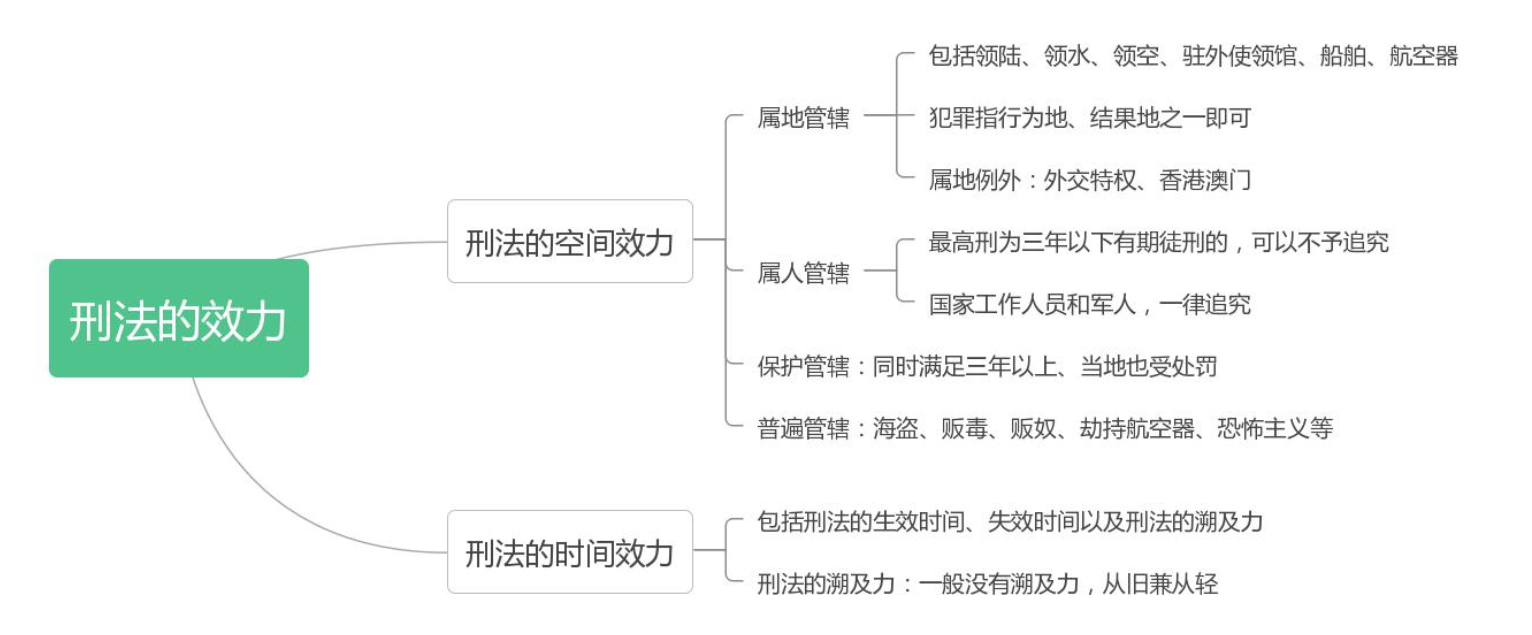 刑法的效力
刑法的空间效力
属地管辖
包括领陆、领水、领空、驻外使领馆、船舶、航空器
犯罪指行为地、结果地之一即可
属地例外：外交特权、香港澳门
属人管辖
最高刑为三年以下有期徒刑的，可以不予追究
国家工作人员和军人，一律追究
保护管辖：同时满足三年以上、当地也受处罚
普遍管辖：海盗、贩毒、贩奴、劫持航空器、恐怖主义等
刑法的时间效力
包括刑法的生效时间、失效时间以及刑法的溯及力
刑法的溯及力：一般没有溯及力，从旧兼从轻